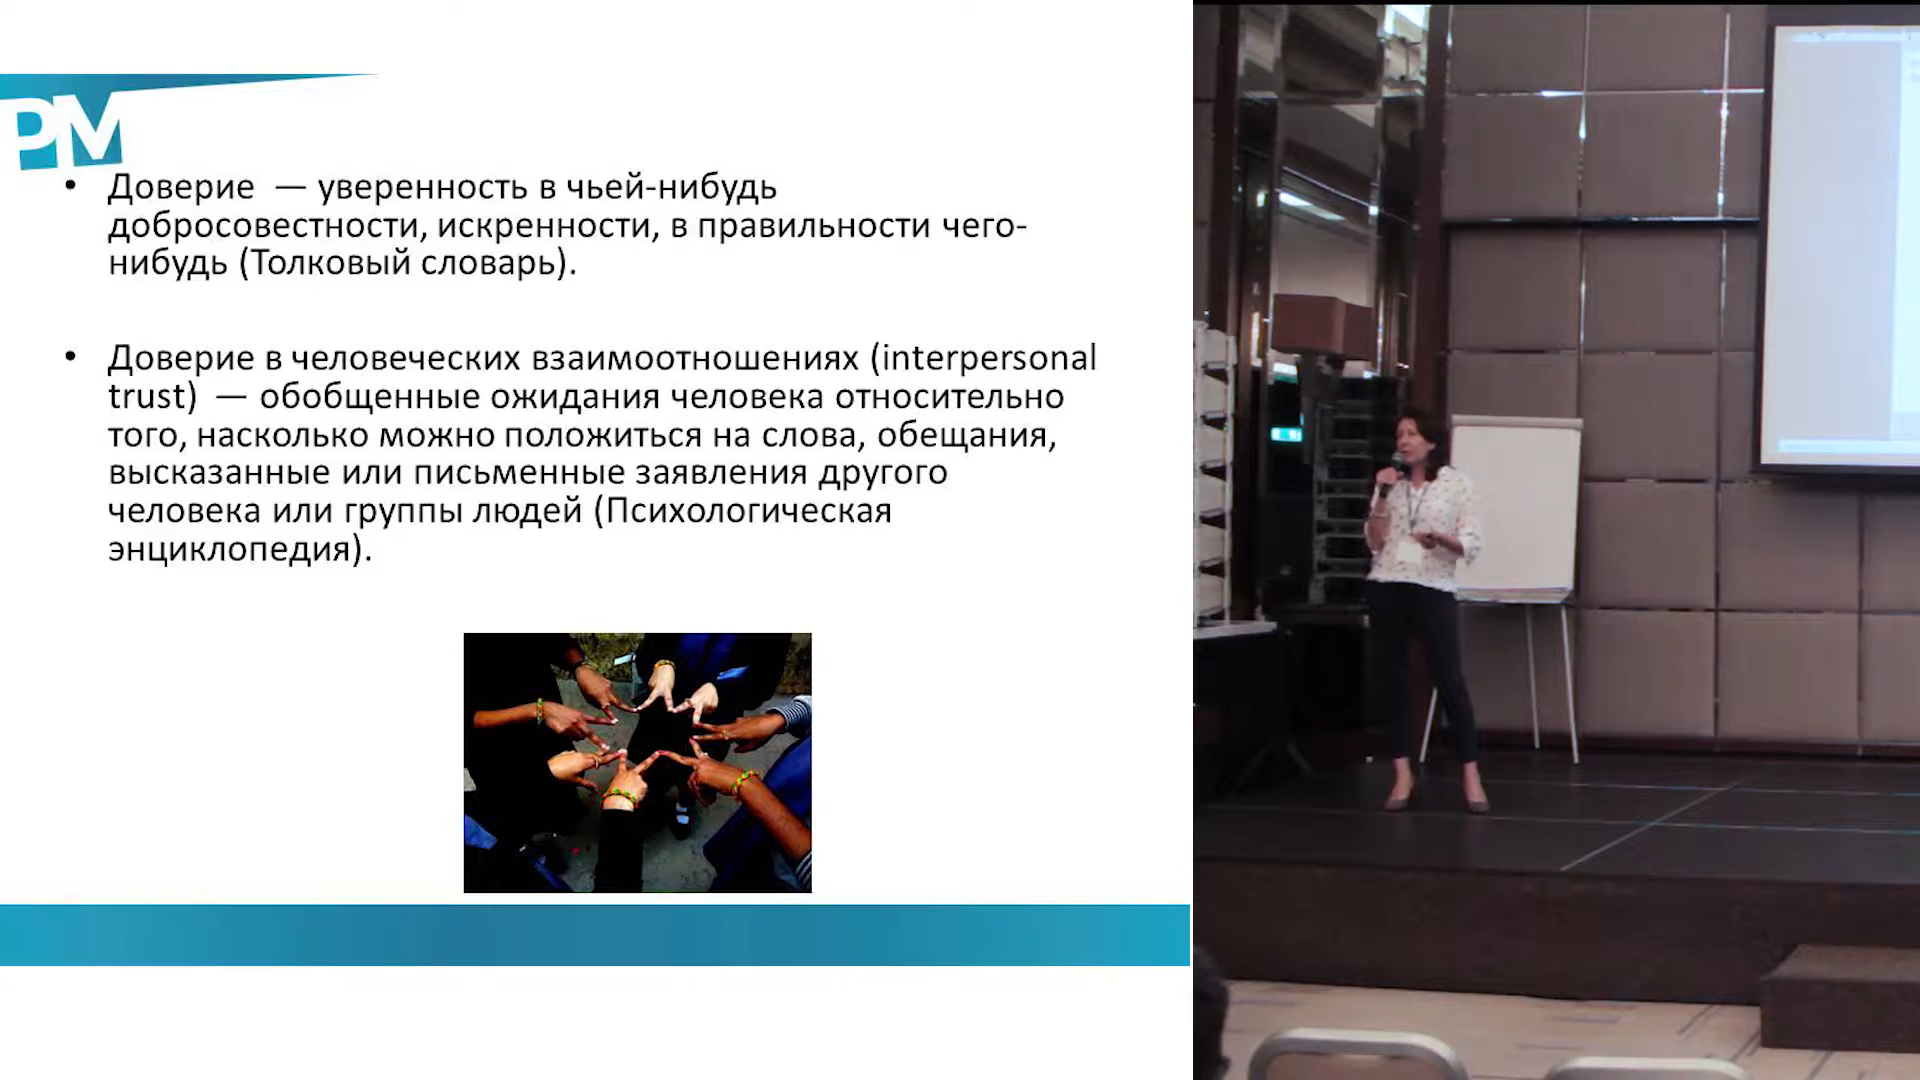 PM
• Доверие — уверенность в чьей-нибудь
добросовестности, искренности, в правильности чего-
нибудь (Толковый словарь).
• Доверие в человеческих взаимоотношениях (interpersonal
trust) — обобщенные ожидания человека относительно
того, насколько можно положиться на слова, обещания,
высказанные или письменные заявления другого
человека или группы людей (Психологическая
энциклопедия).